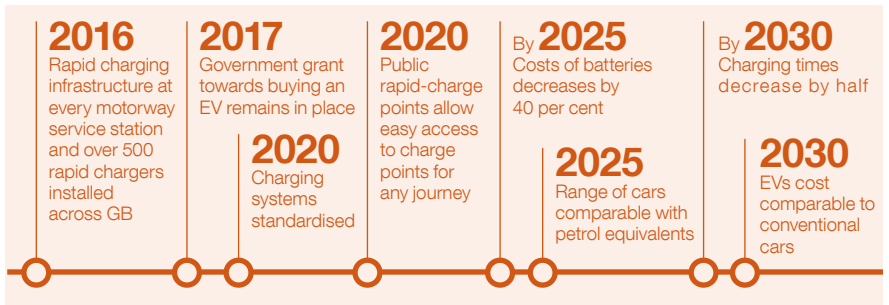 2016
Rapid charging
infrastructure at
every motorway
service station
and over 500
rapid chargers
installed
across GB
2017
Government grant
towards buying an
EV remains in place
2020
Charging
systems
standardised
2020
Public
rapid-charge
points allow
easy access
to charge
points for
any journey
By 2025
Costs of batteries
decreases by
40 per cent
2025
Range of cars
comparable with
petrol equivalents
By 2030
Charging times
decrease by half
2030
EVs cost
comparable to
conventional
cars